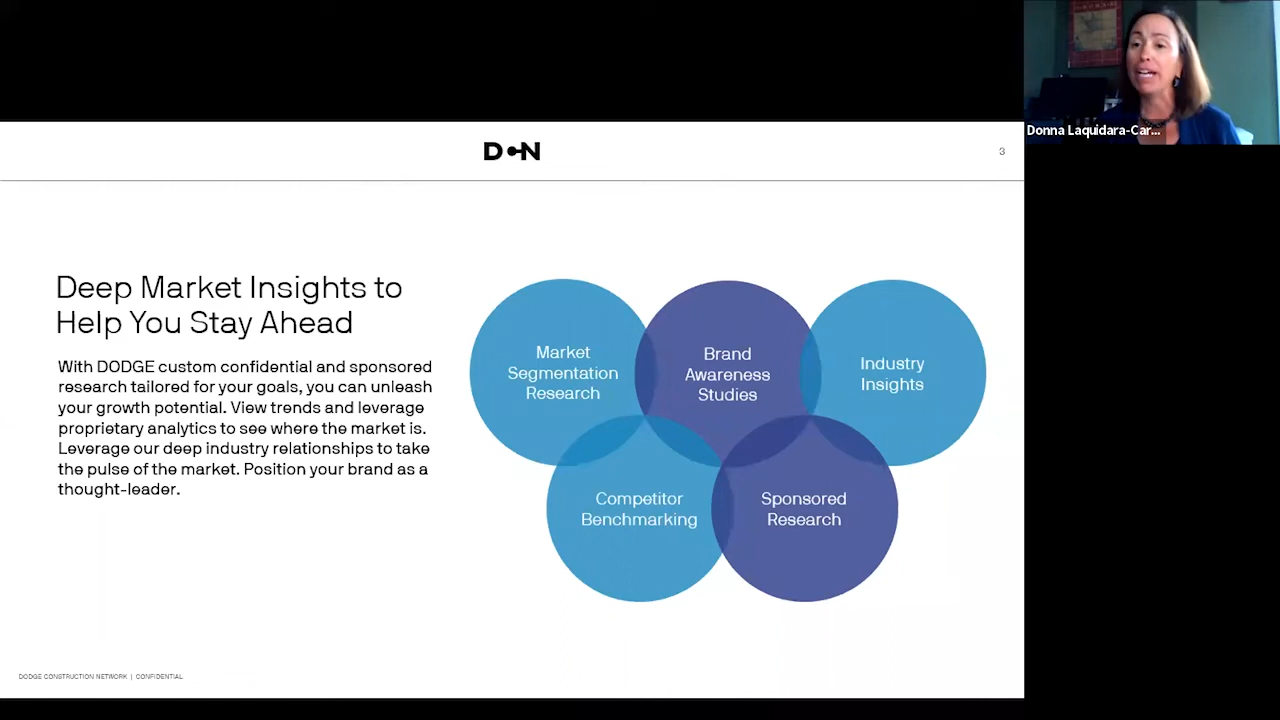 Donna Laquidara-Car...
D N
3
Deep Market Insights to
Help You Stay Ahead
With DODGE custom confidential and sponsored
research tailored for your goals, you can unleash
your growth potential. View trends and leverage
proprietary analytics to see where the market is.
Leverage our deep industry relationships to take
the pulse of the market. Position your brand as a
thought-leader.
Market
Segmentation
Research
Brand
Awareness
Studies
Industry
Insights
Competitor
Benchmarking
Sponsored
Research
DODGE CONSTRUCTION NETWORK | CONFIDENTIAL